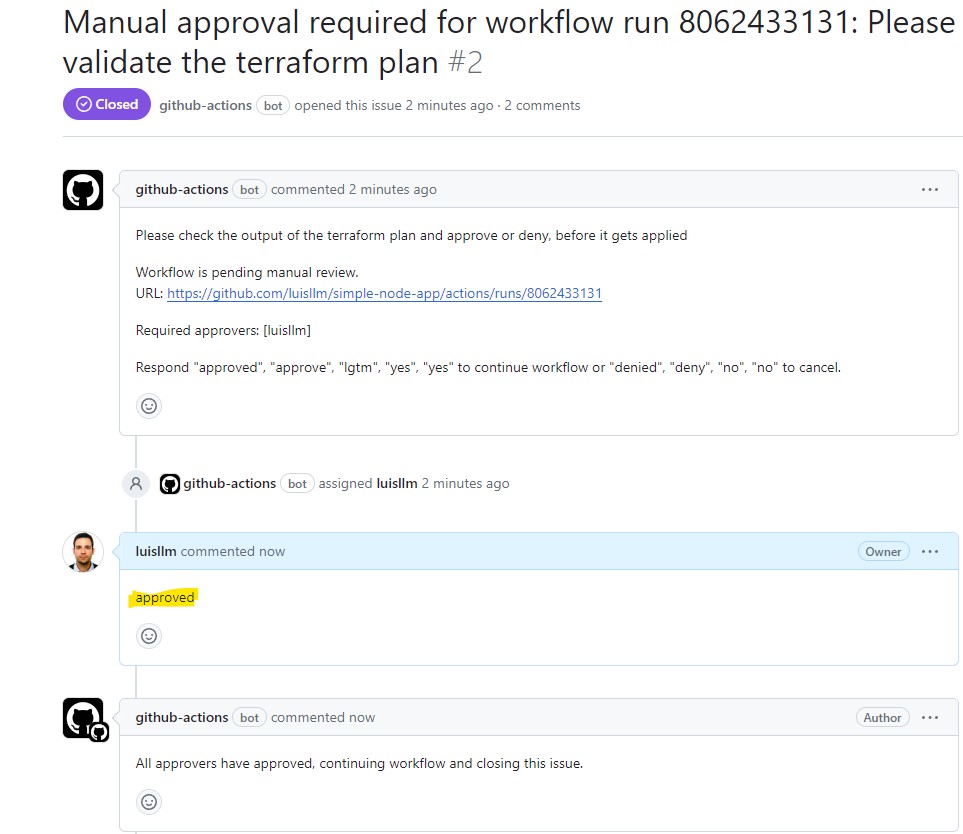 Manual approval required for workflow run 8062433131: Please
validate the terraform plan #2
Closed github-actions bot opened this issue 2 minutes ago · 2 comments
github-actions bot commented 2 minutes ago
Please check the output of the terraform plan and approve or deny, before it gets applied
Workflow is pending manual review.
URL: https://github.com/luisllm/simple-node-app/actions/runs/8062433131
Required approvers: [luisllm]
Respond "approved", "approve", "lgtm", "yes", "yes" to continue workflow or "denied", "deny", "no", "no" to cancel.
github-actions bot assigned luisllm 2 minutes ago
luisllm commented now Owner
approved
github-actions bot commented now Author
All approvers have approved, continuing workflow and closing this issue.